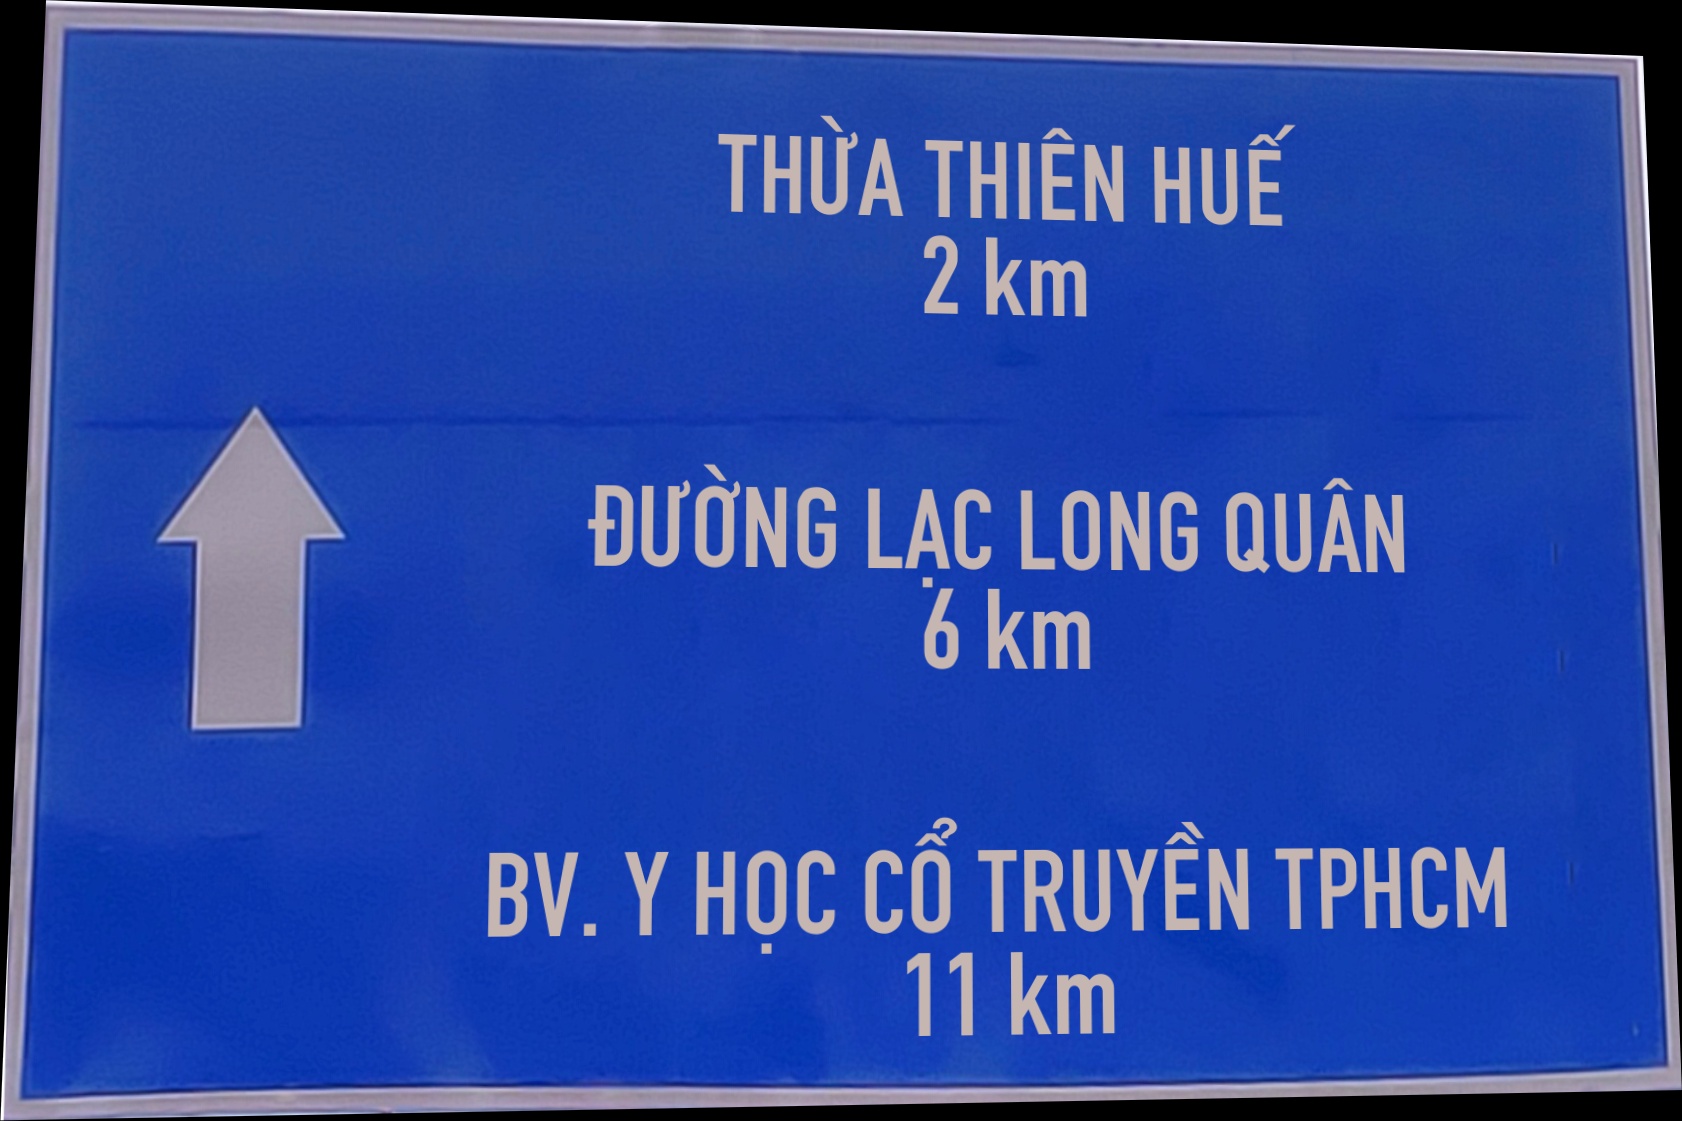 THỪA THIÊN HUẾ
2 km
ĐƯỜNG LẠC LONG QUÂN
6 km
BV. Y HỌC CỔ TRUYỀN TPHCM
11 km